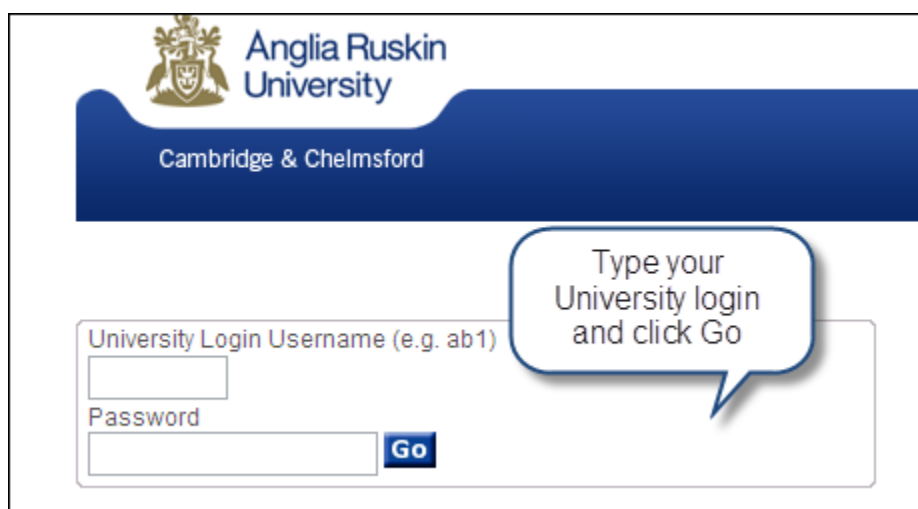 Anglia Ruskin
University
Cambridge & Chelmsford
Type your
University login
and click Go
University Login Username (e.g. ab1)
Password
Go